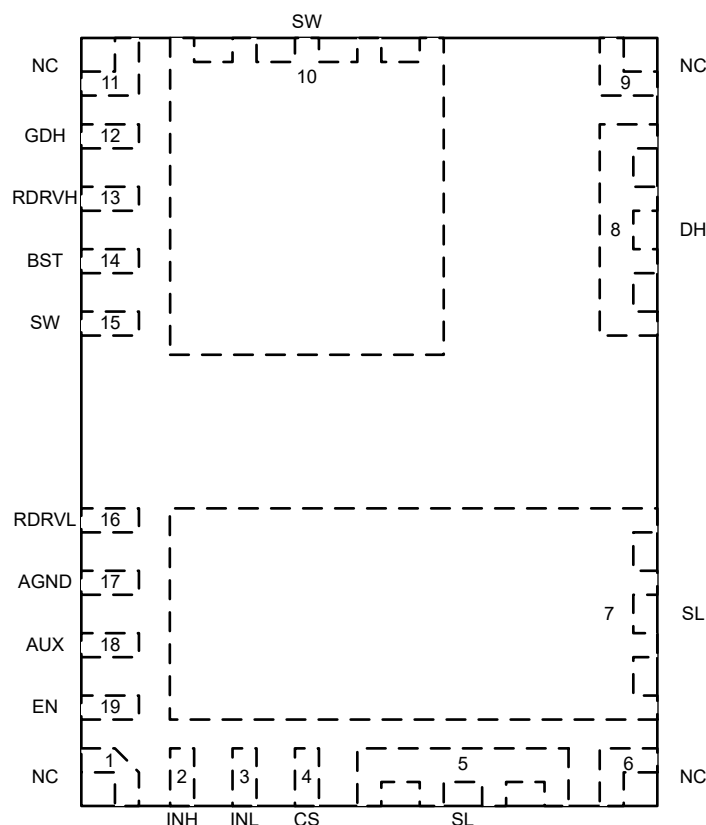 SW
10
NC
11
9
NC
GDH
12
RDRVH
13
8
DH
BST
14
SW
15
RDRVL
16
AGND
17
7
SL
AUX
18
EN
19
NC
1
2
3
4
5
6
NC
INH
INL
CS
SL